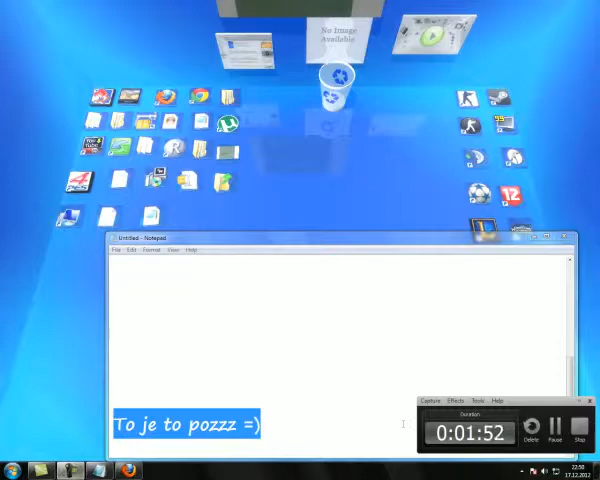 No Image
Available
Untitled - Notepad
File Edit Format View Help
To je to pozzz =)
Capture Effects Tools Help
Duration
0:01:52
Delete Pause Stop
22:50
17.12.2012